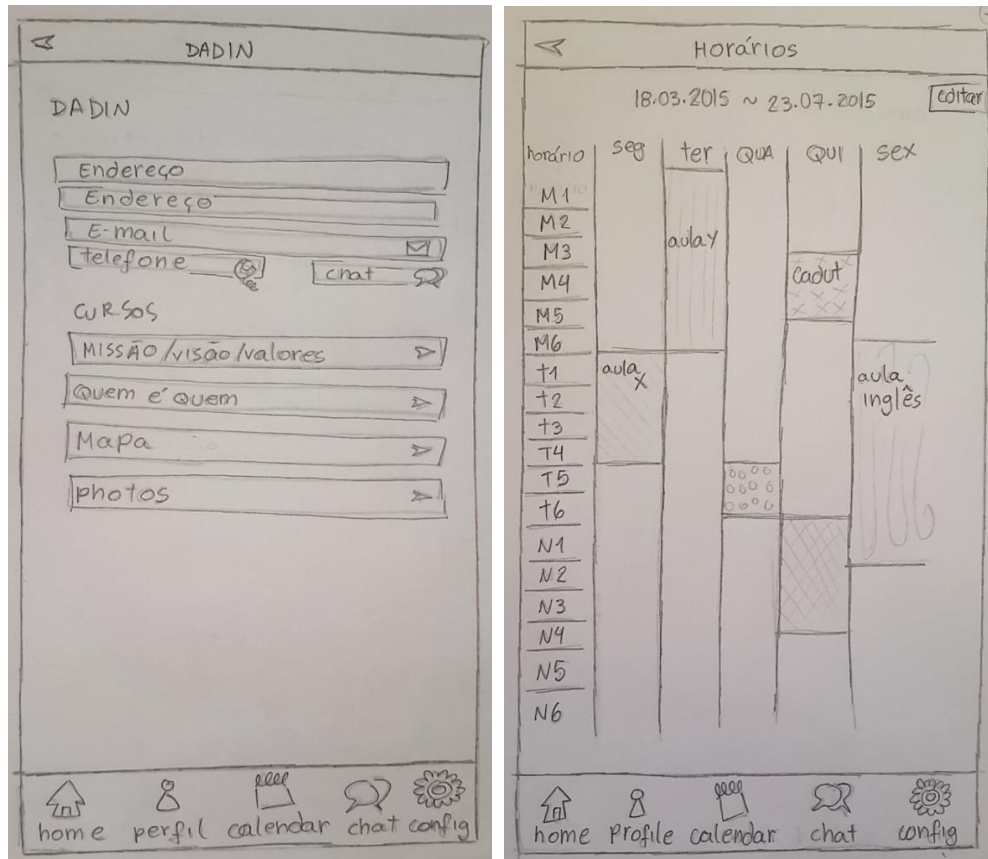 DADIN
DADIN
Endereço
Endereço
E-mail
telefone chat
CURSOS
MISSÃO/visão/valores
Quem é Quem
Mapa
photos
home perfil calendar chat config
Horários
18.03.2015 ~ 23.07.2015 editar
horário seg ter QUA QUI sex
M1
M2
M3 aula y
M4 cadut
M5
M6
t1 aula x aula
t2 inglês
t3
T4
T5
t6
N1
N2
N3
N4
N5
N6
home Profile calendar chat config